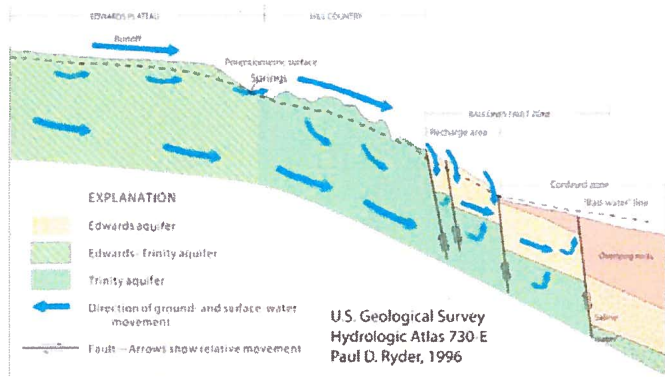 EDWARDS PLATEAU
HILL COUNTRY
Runoff
Potentiometric surface
Springs
BALCONES FAULT ZONE
Recharge area
Confined zone
"Bad-water" line
EXPLANATION
Edwards aquifer
Edwards-Trinity aquifer
Trinity aquifer
Direction of ground- and surface-water
movement
Fault—Arrows show relative movement
Overlying rocks
Saline
water
U.S. Geological Survey
Hydrologic Atlas 730-E
Paul D. Ryder, 1996